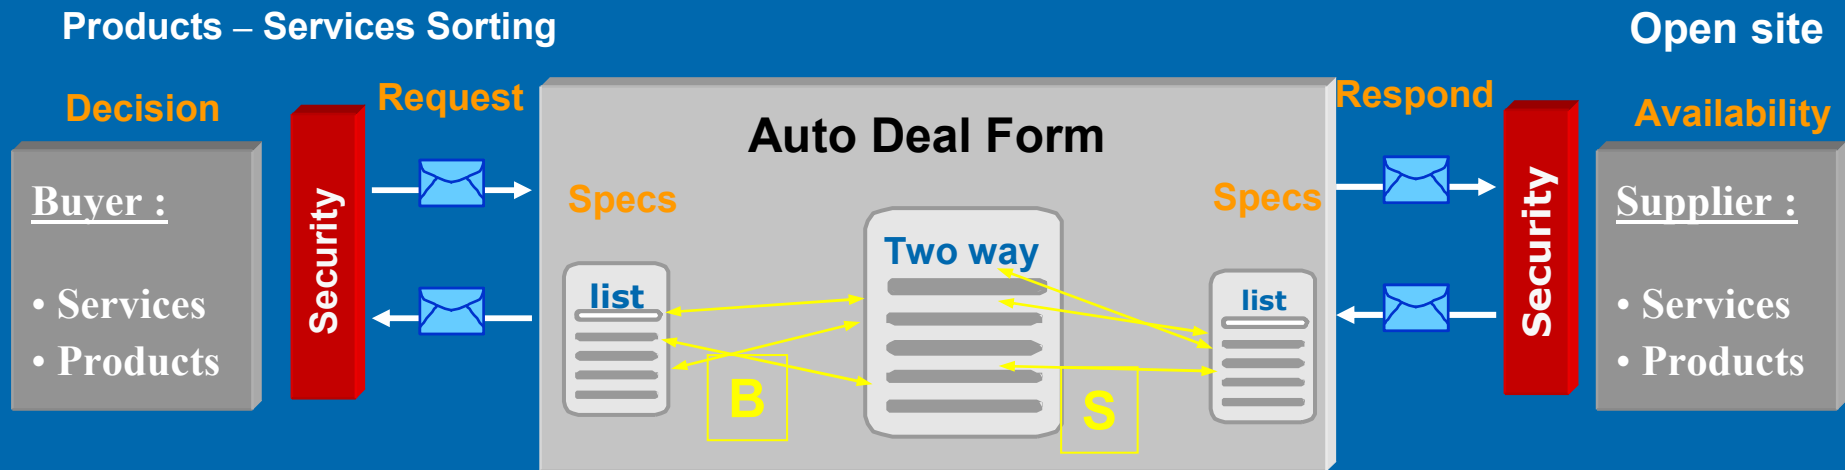 Products – Services Sorting
Open site
Decision
Request
Respond
Availability
Auto Deal Form
Buyer :
• Services
• Products
Security
Specs
list
Two way
B
S
Specs
list
Security
Supplier :
• Services
• Products